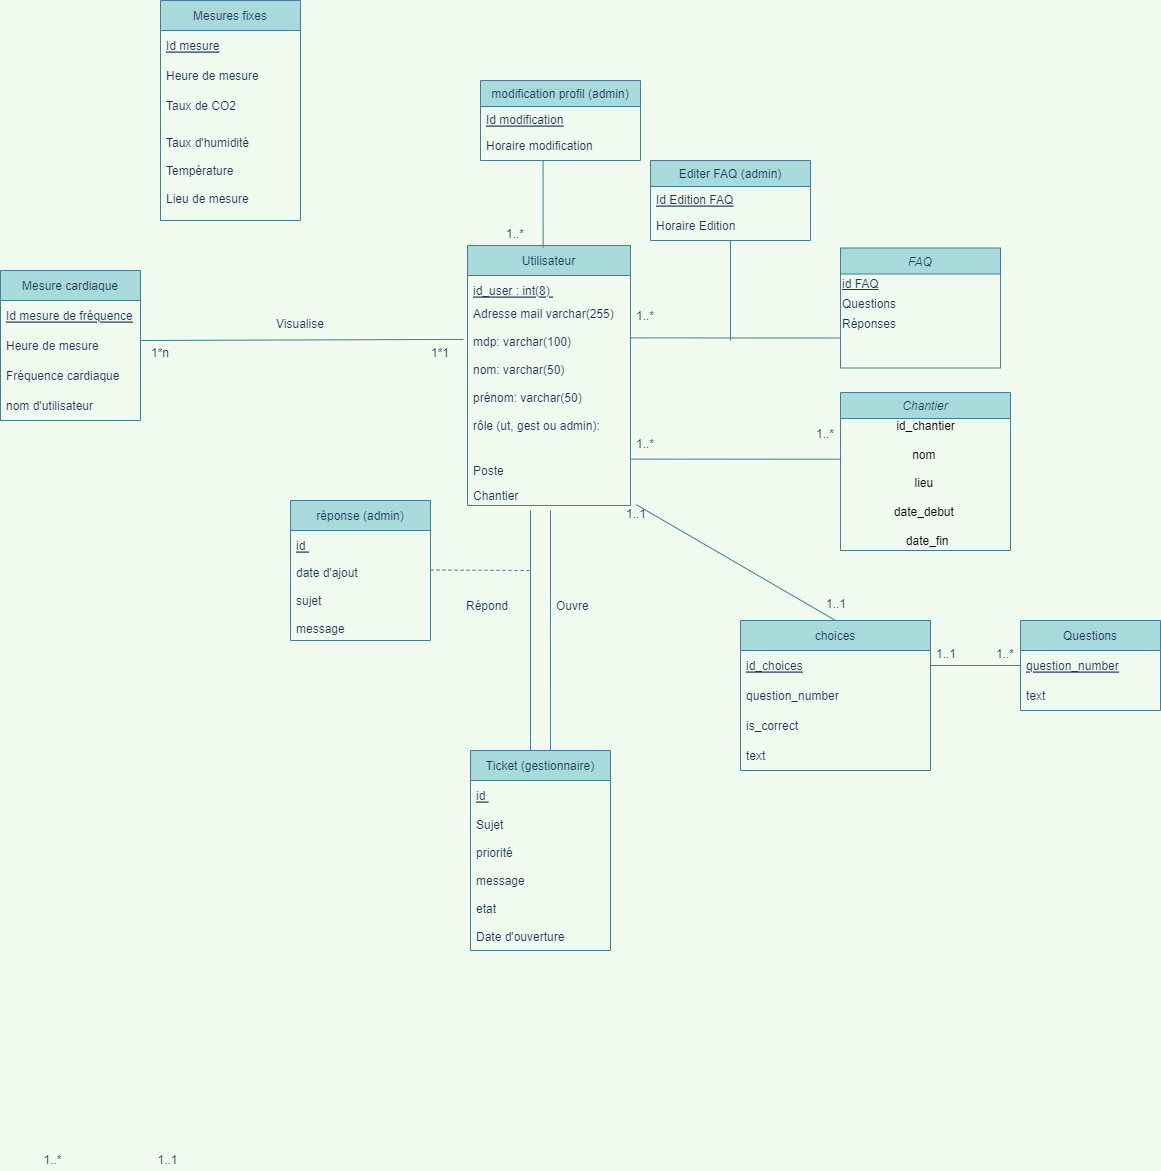 Mesures fixes
Id mesure
Heure de mesure
Taux de CO2
Taux d'humidité
Température
Lieu de mesure
modification profil (admin)
Id modification
Horaire modification
1..*
Editer FAQ (admin)
Id Edition FAQ
Horaire Edition
Mesure cardiaque
Id mesure de fréquence
Heure de mesure
Fréquence cardiaque
nom d'utilisateur
Visualise
1*n
1*1
Utilisateur
id_user : int(8)
Adresse mail varchar(255)
mdp: varchar(100)
nom: varchar(50)
prénom: varchar(50)
rôle (ut, gest ou admin):
Poste
Chantier
1..*
FAQ
id FAQ
Questions
Réponses
1..*
1..*
Chantier
id_chantier
nom
lieu
date_debut
date_fin
réponse (admin)
id
date d'ajout
sujet
message
Répond
Ouvre
1..1
1..1
choices
id_choices
question_number
is_correct
text
1..1
1..*
Questions
question_number
text
Ticket (gestionnaire)
id
Sujet
priorité
message
etat
Date d'ouverture
1..*
1..1